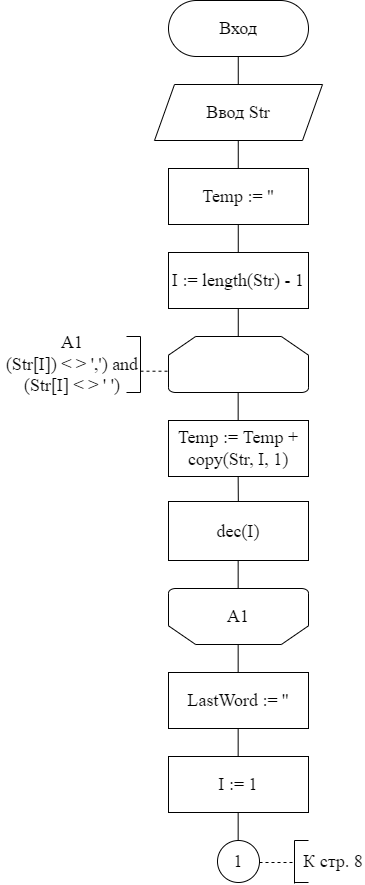 Вход
Ввод Str
Temp := ''
I := length(Str) - 1
A1
(Str[I]) < > ',') and
(Str[I] < > ' ')
Temp := Temp +
copy(Str, I, 1)
dec(I)
A1
LastWord := ''
I := 1
1
К стр. 8